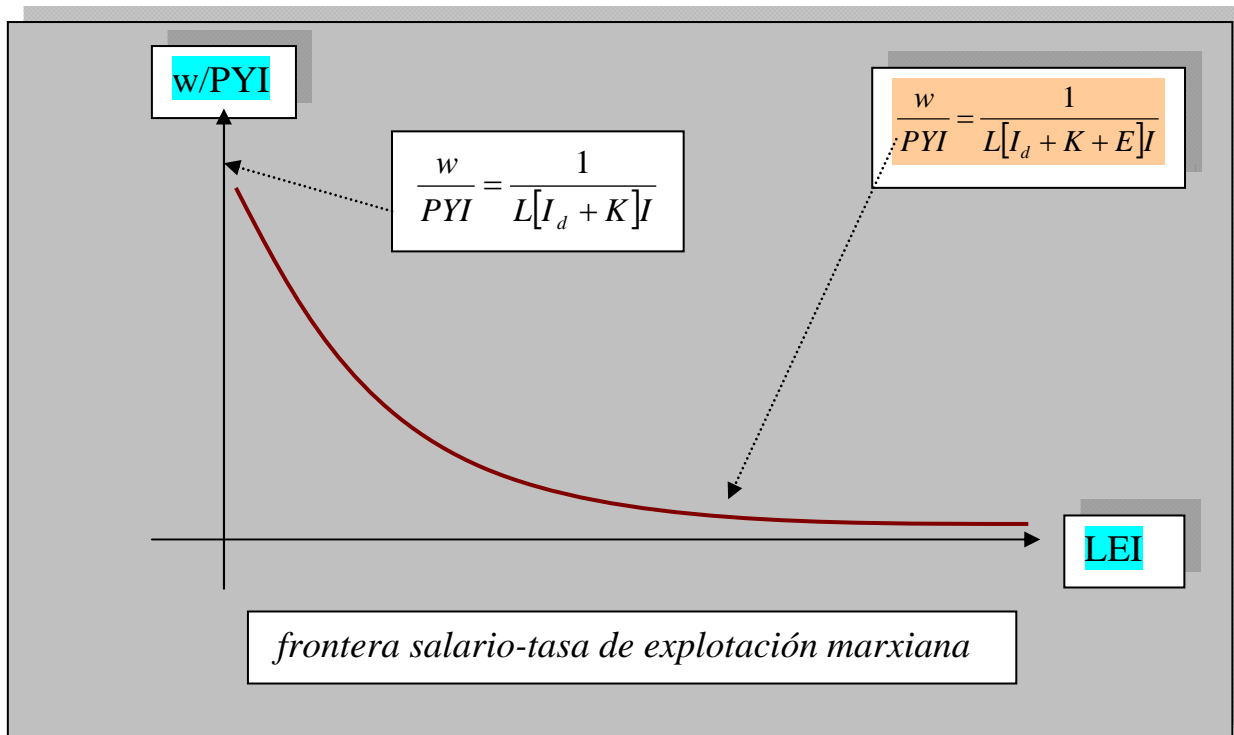 w/PYI
w/PYI = 1/L[I_d + K]I
w/PYI = 1/L[I_d + K + E]I
LEI
frontera salario-tasa de explotación marxiana